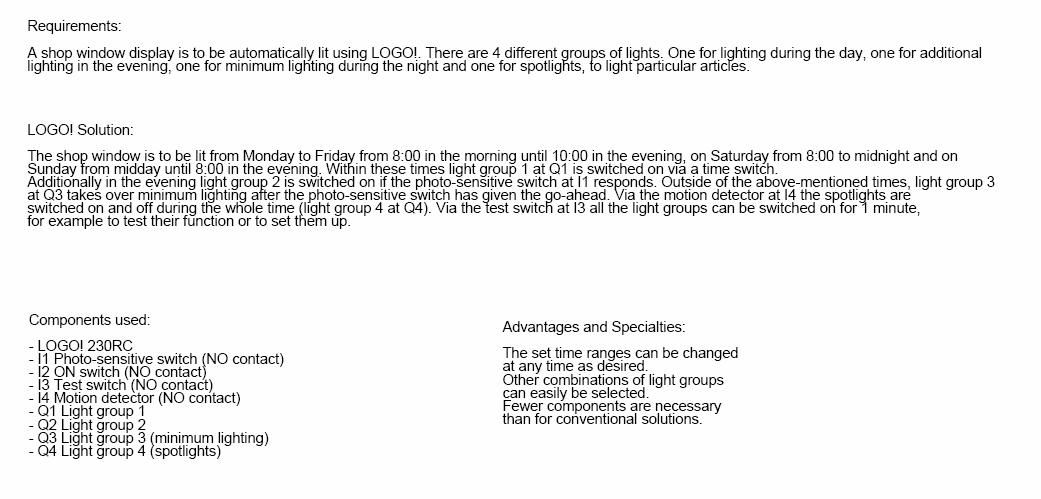 Requirements:
A shop window display is to be automatically lit using LOGO!. There are 4 different groups of lights. One for lighting during the day, one for additional
lighting in the evening, one for minimum lighting during the night and one for spotlights, to light particular articles.
LOGO! Solution:
The shop window is to be lit from Monday to Friday from 8:00 in the morning until 10:00 in the evening, on Saturday from 8:00 to midnight and on
Sunday from midday until 8:00 in the evening. Within these times light group 1 at Q1 is switched on via a time switch.
Additionally in the evening light group 2 is switched on if the photo-sensitive switch at I1 responds. Outside of the above-mentioned times, light group 3
at Q3 takes over minimum lighting after the photo-sensitive switch has given the go-ahead. Via the motion detector at I4 the spotlights are
switched on and off during the whole time (light group 4 at Q4). Via the test switch at I3 all the light groups can be switched on for 1 minute,
for example to test their function or to set them up.
Components used:
- LOGO! 230RC
- I1 Photo-sensitive switch (NO contact)
- I2 ON switch (NO contact)
- I3 Test switch (NO contact)
- I4 Motion detector (NO contact)
- Q1 Light group 1
- Q2 Light group 2
- Q3 Light group 3 (minimum lighting)
- Q4 Light group 4 (spotlights)
Advantages and Specialties:
The set time ranges can be changed
at any time as desired.
Other combinations of light groups
can easily be selected.
Fewer components are necessary
than for conventional solutions.